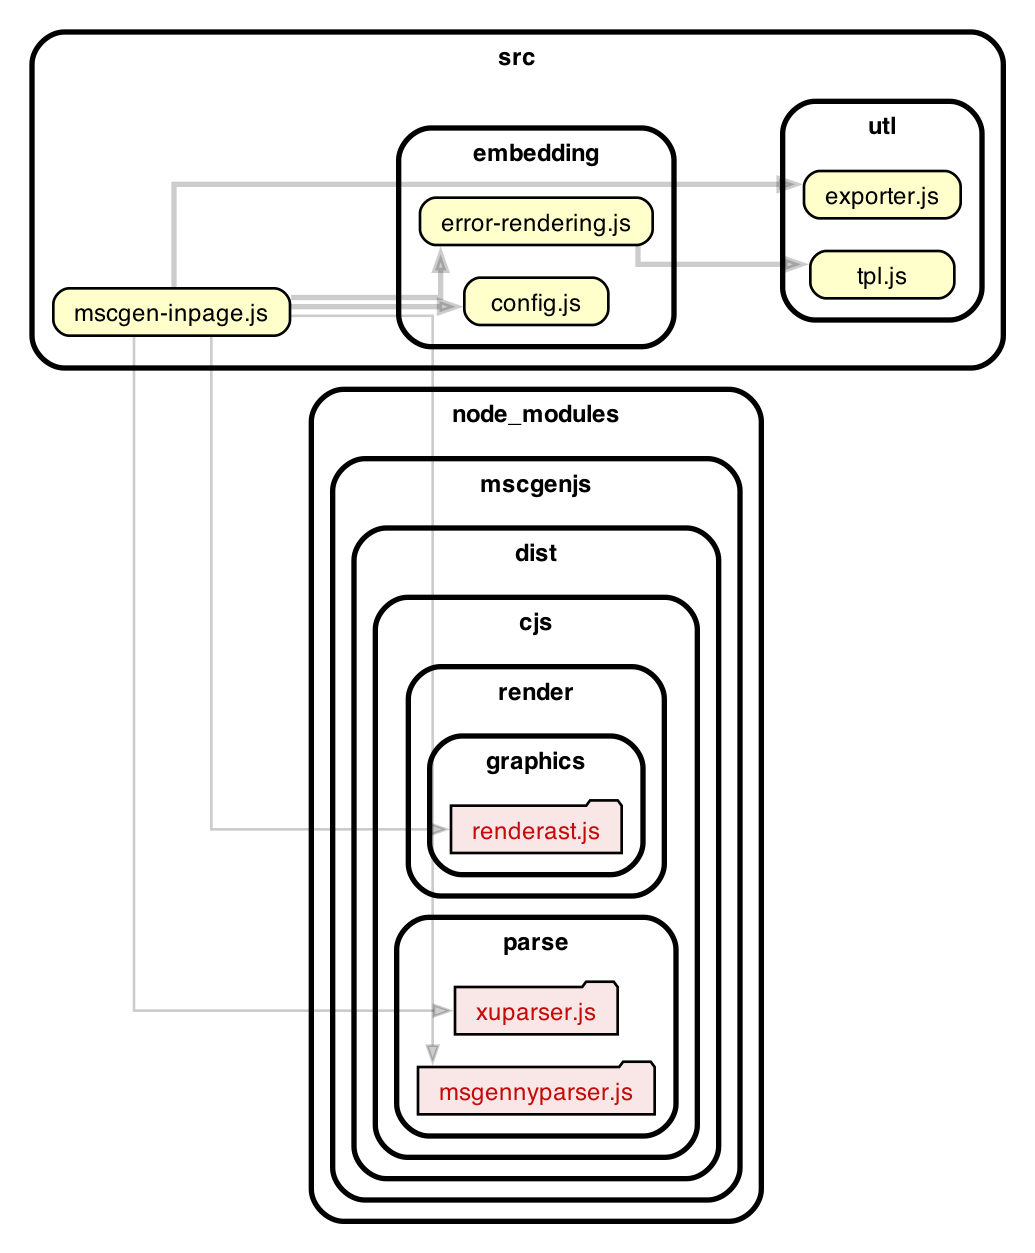 src
utl
embedding
exporter.js
error-rendering.js
tpl.js
config.js
mscgen-inpage.js
node_modules
mscgenjs
dist
cjs
render
graphics
renderast.js
parse
xuparser.js
msgennyparser.js